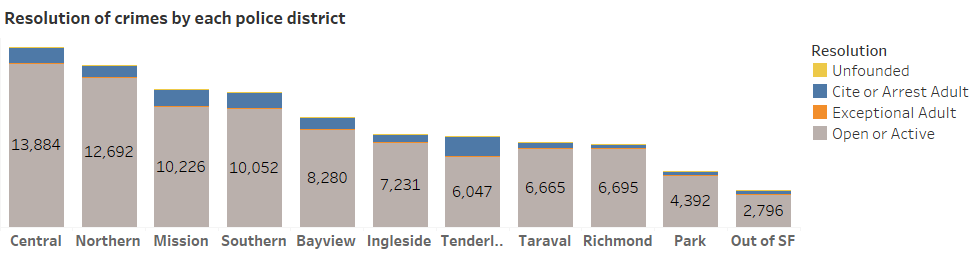 Resolution of crimes by each police district
Resolution
Unfounded
Cite or Arrest Adult
Exceptional Adult
Open or Active
13,884
12,692
10,226
10,052
8,280
7,231
6,047
6,665
6,695
4,392
2,796
Central Northern Mission Southern Bayview Ingleside Tenderl.. Taraval Richmond Park Out of SF